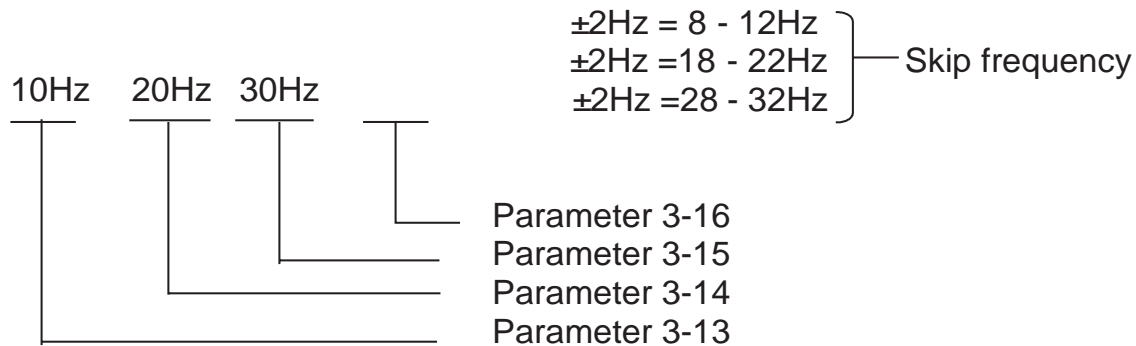 ±2Hz = 8 - 12Hz
±2Hz =18 - 22Hz
±2Hz =28 - 32Hz
Skip frequency
10Hz 20Hz 30Hz
Parameter 3-16
Parameter 3-15
Parameter 3-14
Parameter 3-13